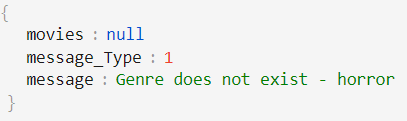 {
movies : null
message_Type : 1
message : Genre does not exist - horror
}